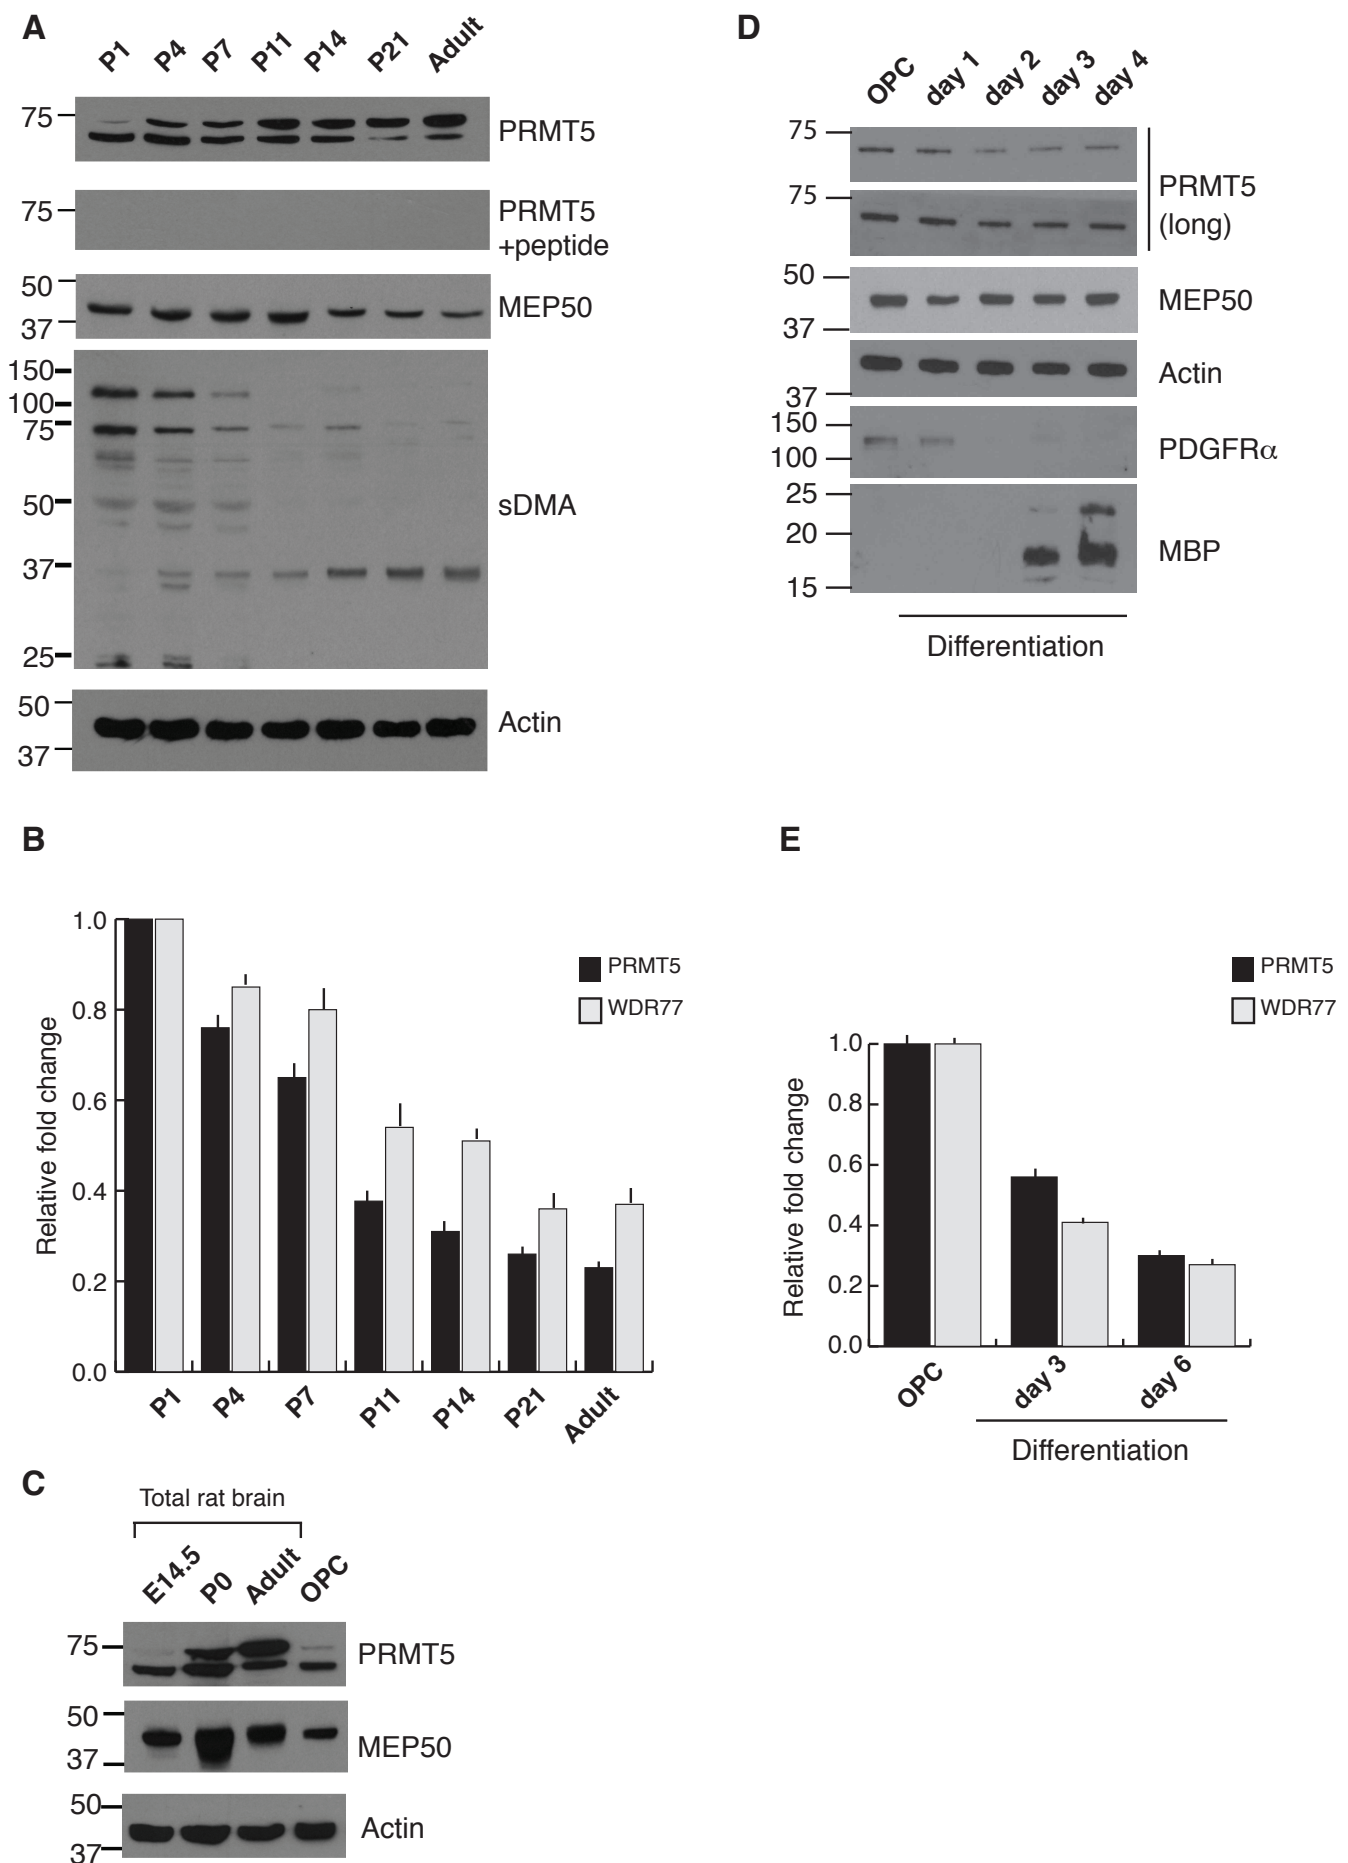 A
P1 P4 P7 P11 P14 P21 Adult
75
PRMT5
75
PRMT5
+peptide
50
37
MEP50
150
100
75
50
37
25
sDMA
50
37
Actin
B
Relative fold change
1.0
0.8
0.6
0.4
0.2
0.0
PRMT5
WDR77
P1 P4 P7 P11 P14 P21 Adult
C
Total rat brain
E14.5 P0 Adult OPC
75
PRMT5
50
37
MEP50
50
37
Actin
D
OPC day 1 day 2 day 3 day 4
75
75
PRMT5
(long)
50
37
MEP50
37
Actin
150
100
PDGFRα
25
20
15
MBP
Differentiation
E
PRMT5
WDR77
Relative fold change
1.0
0.8
0.6
0.4
0.2
0.0
OPC day 3 day 6
Differentiation